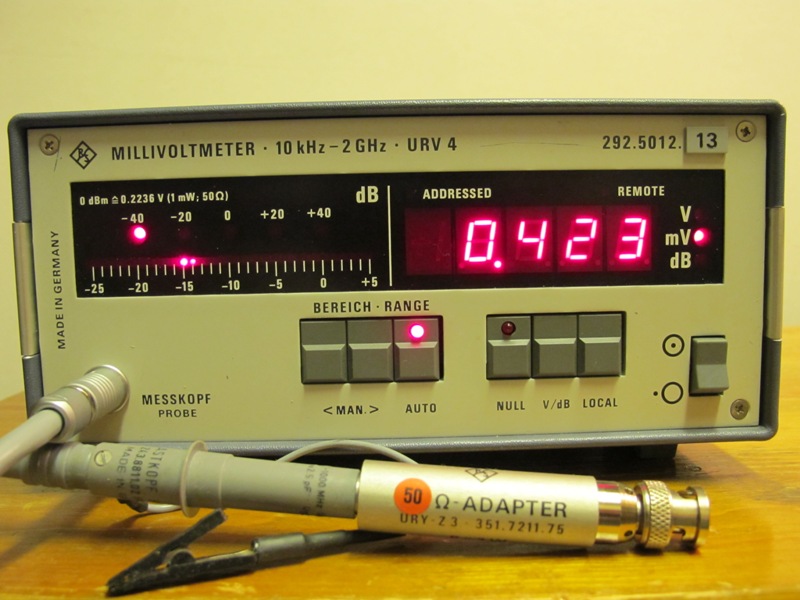 R&S MILLIVOLTMETER · 10 kHz – 2 GHz · URV 4 292.5012. 13
0 dBm ≙ 0.2236 V (1 mW; 50Ω) dB
-40 -20 0 +20 +40
-25 -20 -15 -10 -5 0 +5
ADDRESSED REMOTE
0.423
V
mV
dB
MADE IN GERMANY
BEREICH · RANGE
<MAN.> AUTO
NULL V/dB LOCAL
MESSKOPF
PROBE
50 Ω-ADAPTER
URY-Z3 · 351.7211.75